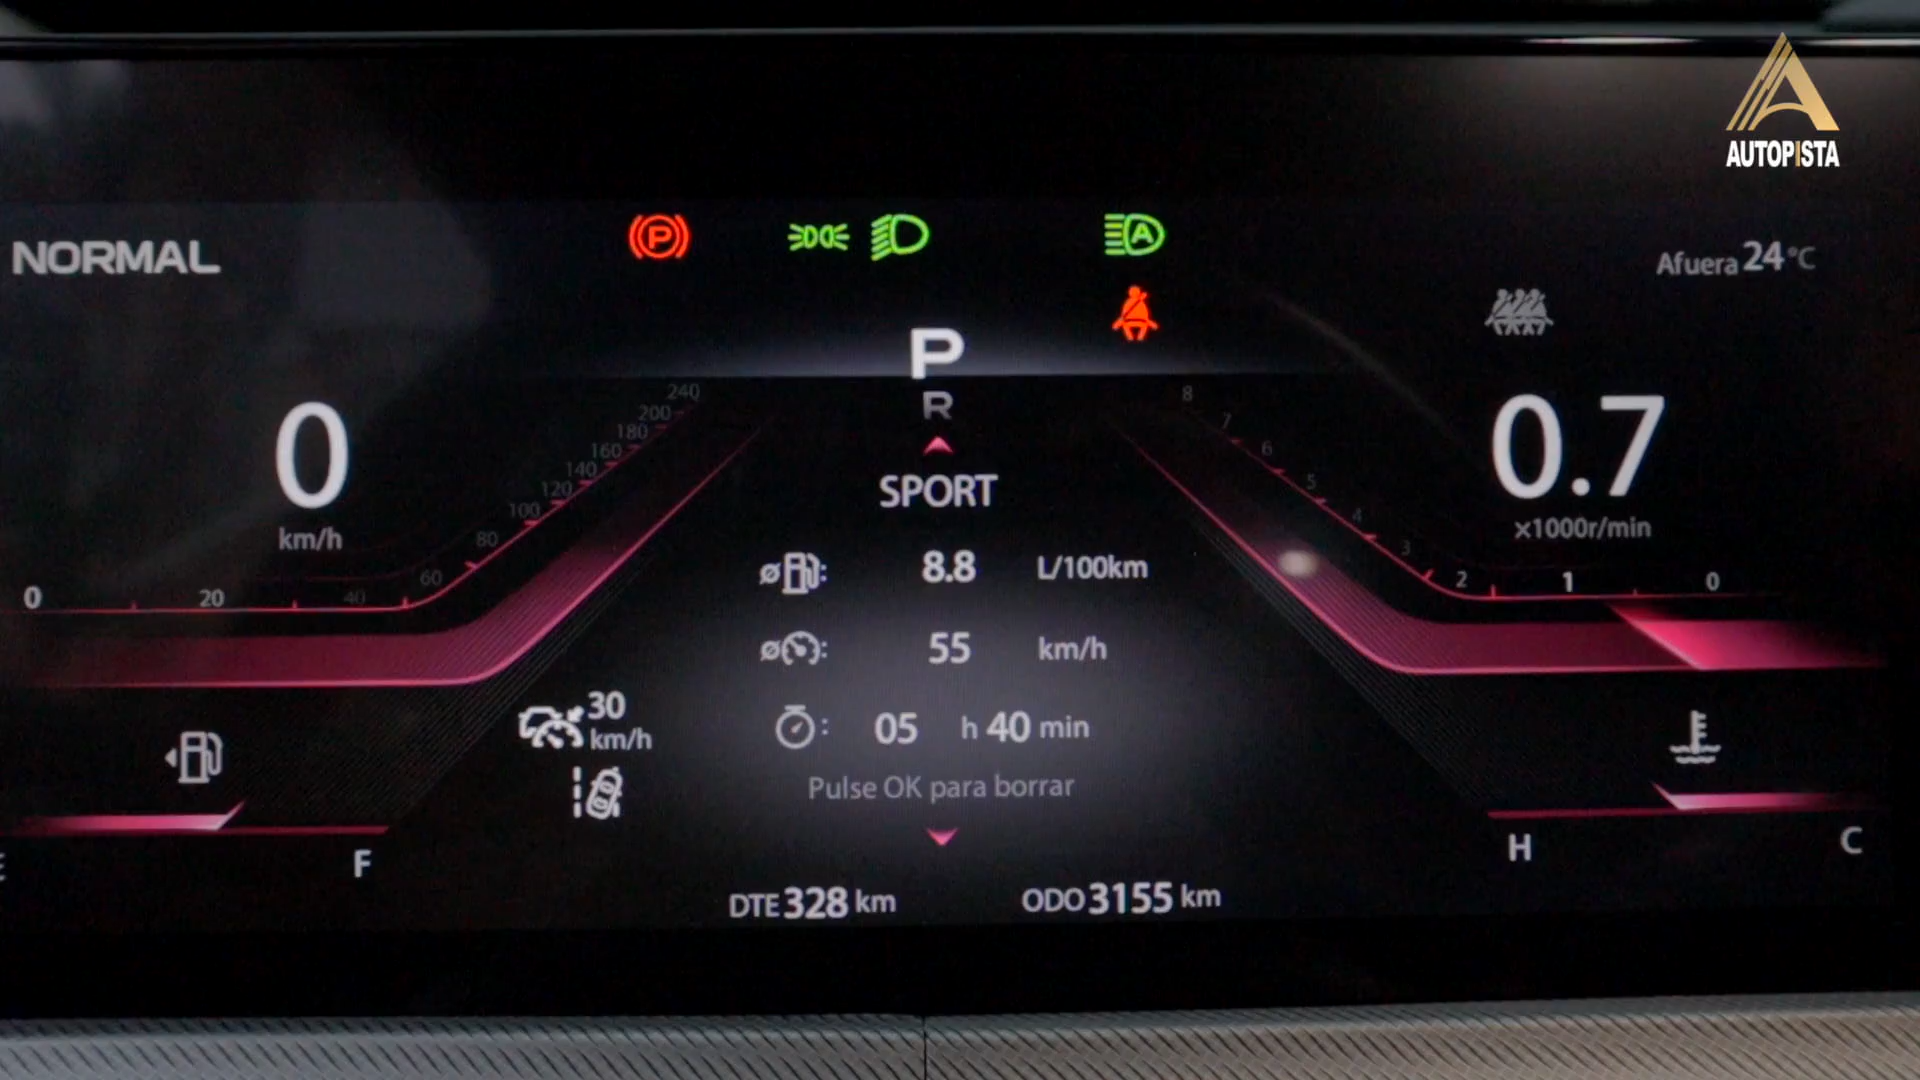 AUTOPISTA
NORMAL
P
A
Afuera 24 °C
P
R
SPORT
0
km/h
0 20 40 60 80 100 120 140 160 180 200 240
8 7 6 5 4 3 2 1 0
0.7
x1000r/min
ø: 8.8 L/100km
ø: 55 km/h
: 05 h 40 min
Pulse OK para borrar
30
km/h
E F
H C
DTE 328 km
ODO 3155 km